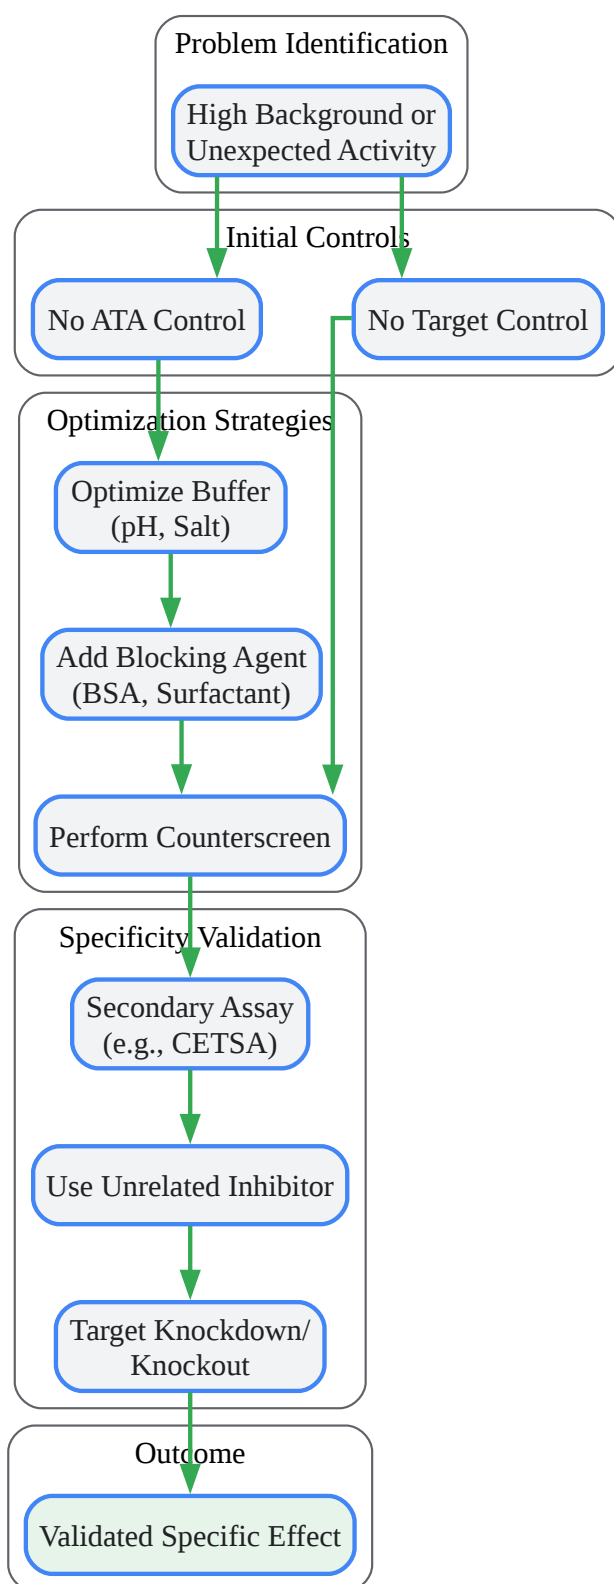 Problem Identification
High Background or
Unexpected Activity
Initial Controls
No ATA Control
No Target Control
Optimization Strategies
Optimize Buffer
(pH, Salt)
Add Blocking Agent
(BSA, Surfactant)
Perform Counterscreen
Specificity Validation
Secondary Assay
(e.g., CETSA)
Use Unrelated Inhibitor
Target Knockdown/
Knockout
Outcome
Validated Specific Effect